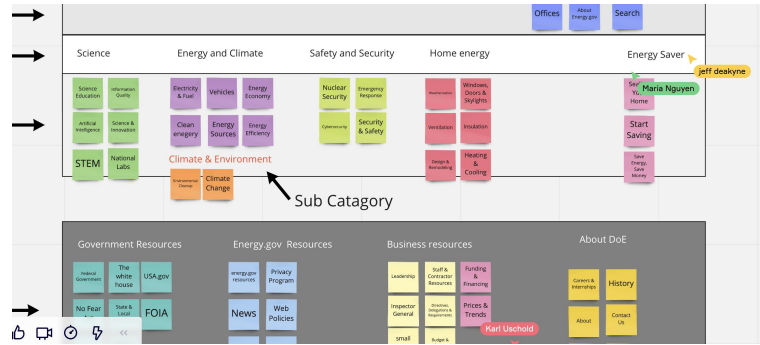 Offices
About
Energy.gov
Search
Science
Energy and Climate
Safety and Security
Home energy
Energy Saver
jeff deakyne
Maria Nguyen
Science
Education
Information
Quality
Electricity
& Fuel
Vehicles
Energy
Economy
Nuclear
Security
Emergency
Response
Windows,
Doors &
Skylights
Yo
Home
Artificial
Intelligence
Science &
Innovation
Clean
enegery
Energy
Sources
Energy
Efficiency
Cybersecurity
Security
& Safety
Ventilation
Insulation
Start
Saving
STEM
National
Labs
Climate & Environment
Design &
Remodeling
Heating
&
Cooling
Save
Energy,
Save
Money
Environmental
Cleanup
Climate
Change
Sub Catagory
Government Resources
Energy.gov Resources
Business resources
About DoE
Federal
Government
The
white
house
USA.gov
energy.gov
resources
Privacy
Program
Leadership
Staff &
Contractor
Resources
Funding
&
Financing
Careers &
Internships
History
No Fear
State &
Local
FOIA
News
Web
Policies
Inspector
General
Directives,
Delegations &
Requirements
Prices &
Trends
About
Contact
Us
Karl Uschold
small
Budget &